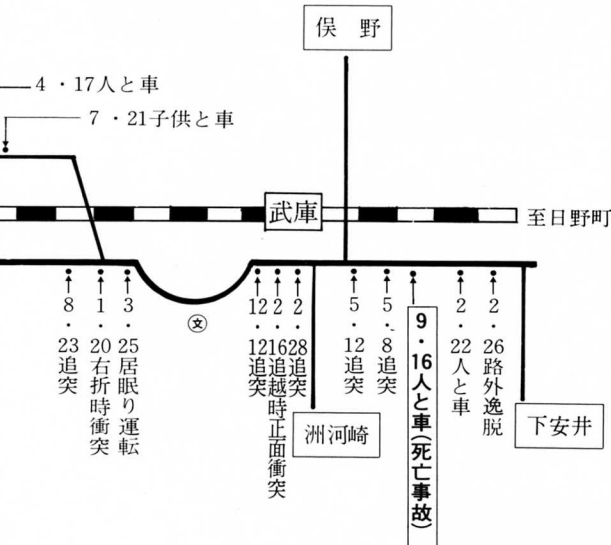 俣野
4・17人と車
7・21子供と車
武庫
至日野町
文
8・23追突
1・20右折時衝突
3・25居眠り運転
12・12追突
2・16追越時正面衝突
2・28追突
5・12追突
5・8追突
9・16人と車(死亡事故)
2・22人と車
2・26路外逸脱
洲河崎
下安井